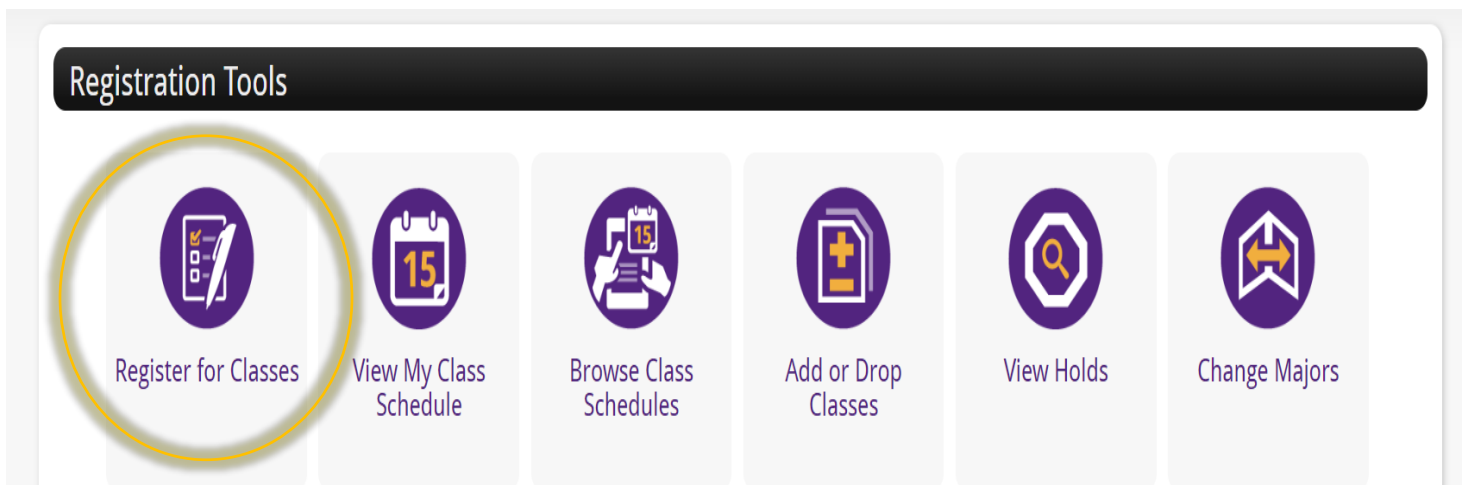 Registration Tools
15
15
Register for Classes
View My Class
Schedule
Browse Class
Schedules
Add or Drop
Classes
View Holds
Change Majors